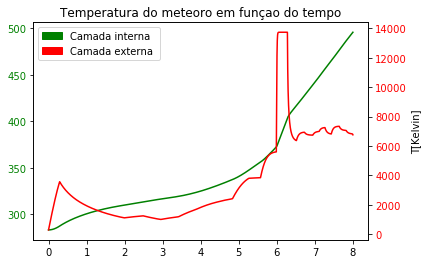 Temperatura do meteoro em funçao do tempo
Camada interna
Camada externa
500
450
400
350
300
14000
12000
10000
8000
6000
4000
2000
0
T[Kelvin]
0 1 2 3 4 5 6 7 8